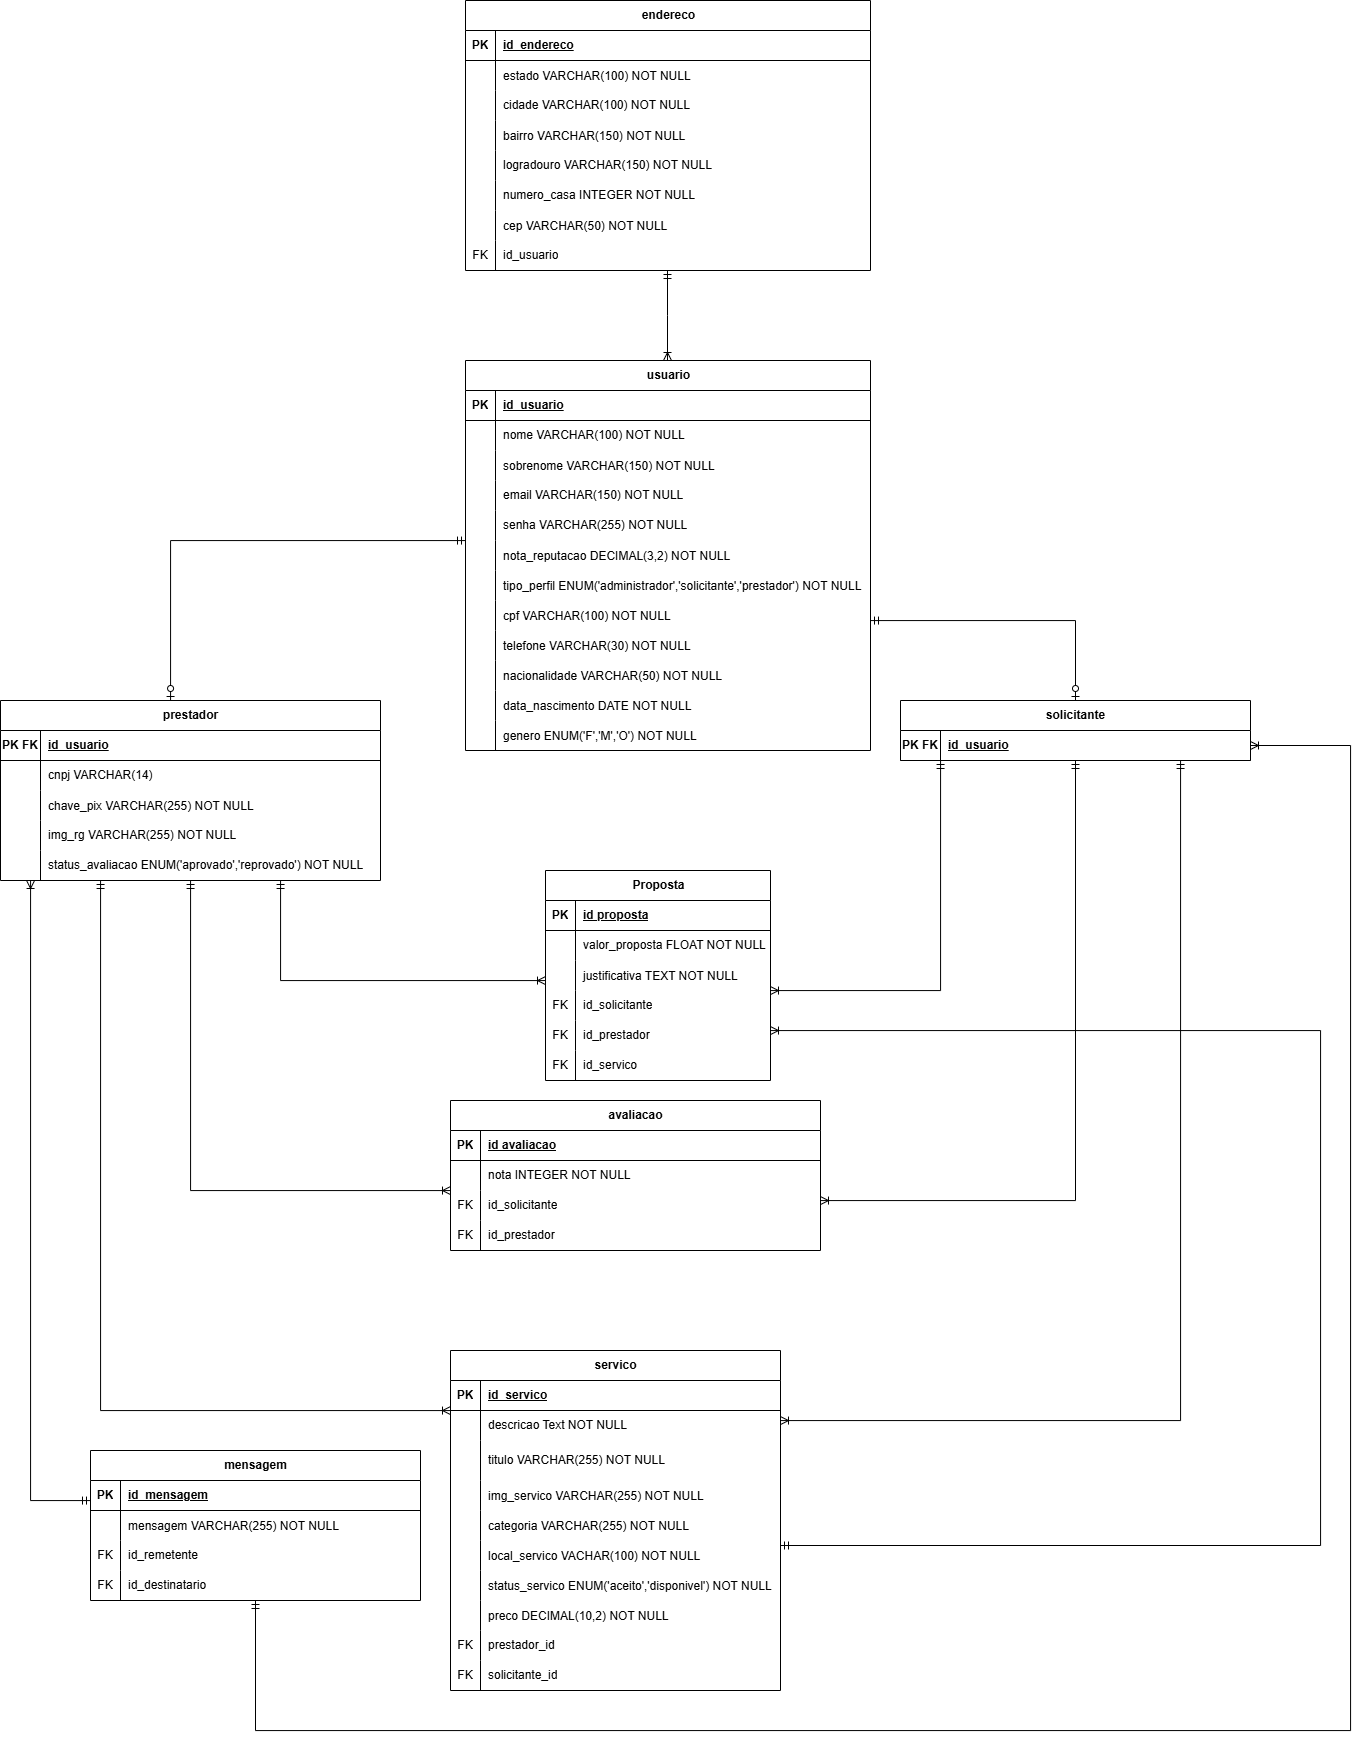 endereco
PK id_endereco
estado VARCHAR(100) NOT NULL
cidade VARCHAR(100) NOT NULL
bairro VARCHAR(150) NOT NULL
logradouro VARCHAR(150) NOT NULL
numero_casa INTEGER NOT NULL
cep VARCHAR(50) NOT NULL
FK id_usuario
usuario
PK id_usuario
nome VARCHAR(100) NOT NULL
sobrenome VARCHAR(150) NOT NULL
email VARCHAR(150) NOT NULL
senha VARCHAR(255) NOT NULL
nota_reputacao DECIMAL(3,2) NOT NULL
tipo_perfil ENUM('administrador','solicitante','prestador') NOT NULL
cpf VARCHAR(100) NOT NULL
telefone VARCHAR(30) NOT NULL
nacionalidade VARCHAR(50) NOT NULL
data_nascimento DATE NOT NULL
genero ENUM('F','M','O') NOT NULL
prestador
PK FK id_usuario
cnpj VARCHAR(14)
chave_pix VARCHAR(255) NOT NULL
img_rg VARCHAR(255) NOT NULL
status_avaliacao ENUM('aprovado','reprovado') NOT NULL
solicitante
PK FK id_usuario
Proposta
PK id proposta
valor_proposta FLOAT NOT NULL
justificativa TEXT NOT NULL
FK id_solicitante
FK id_prestador
FK id_servico
avaliacao
PK id avaliacao
nota INTEGER NOT NULL
FK id_solicitante
FK id_prestador
servico
PK id_servico
descricao Text NOT NULL
titulo VARCHAR(255) NOT NULL
img_servico VARCHAR(255) NOT NULL
categoria VARCHAR(255) NOT NULL
local_servico VACHAR(100) NOT NULL
status_servico ENUM('aceito','disponivel') NOT NULL
preco DECIMAL(10,2) NOT NULL
FK prestador_id
FK solicitante_id
mensagem
PK id_mensagem
mensagem VARCHAR(255) NOT NULL
FK id_remetente
FK id_destinatario